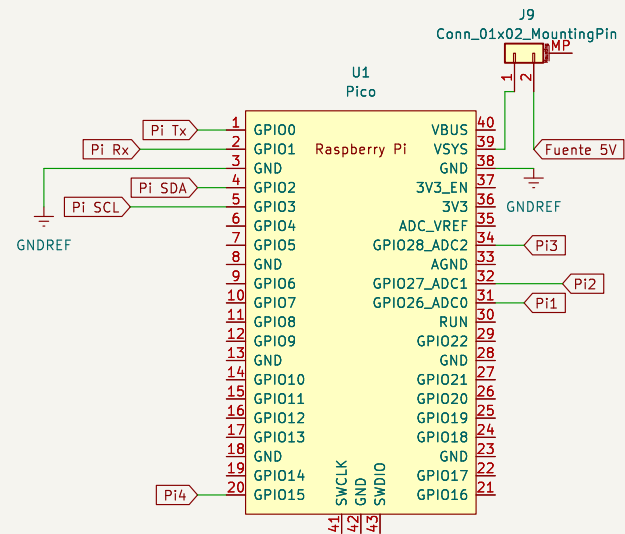 J9
Conn_01x02_MountingPin
MP
1
2
U1
Pico
Raspberry Pi
Pi Tx 1 GPIO0 VBUS 40
Pi Rx 2 GPIO1 VSYS 39 Fuente 5V
3 GND GND 38
Pi SDA 4 GPIO2 3V3_EN 37
Pi SCL 5 GPIO3 3V3 36
GNDREF
GNDREF
6 GPIO4 ADC_VREF 35
7 GPIO5 GPIO28_ADC2 34 Pi3
8 GND AGND 33
9 GPIO6 GPIO27_ADC1 32 Pi2
10 GPIO7 GPIO26_ADC0 31 Pi1
11 GPIO8 RUN 30
12 GPIO9 GPIO22 29
13 GND GND 28
14 GPIO10 GPIO21 27
15 GPIO11 GPIO20 26
16 GPIO12 GPIO19 25
17 GPIO13 GPIO18 24
18 GND GND 23
19 GPIO14 GPIO17 22
Pi4 20 GPIO15 GPIO16 21
SWCLK GND SWDIO
41 42 43